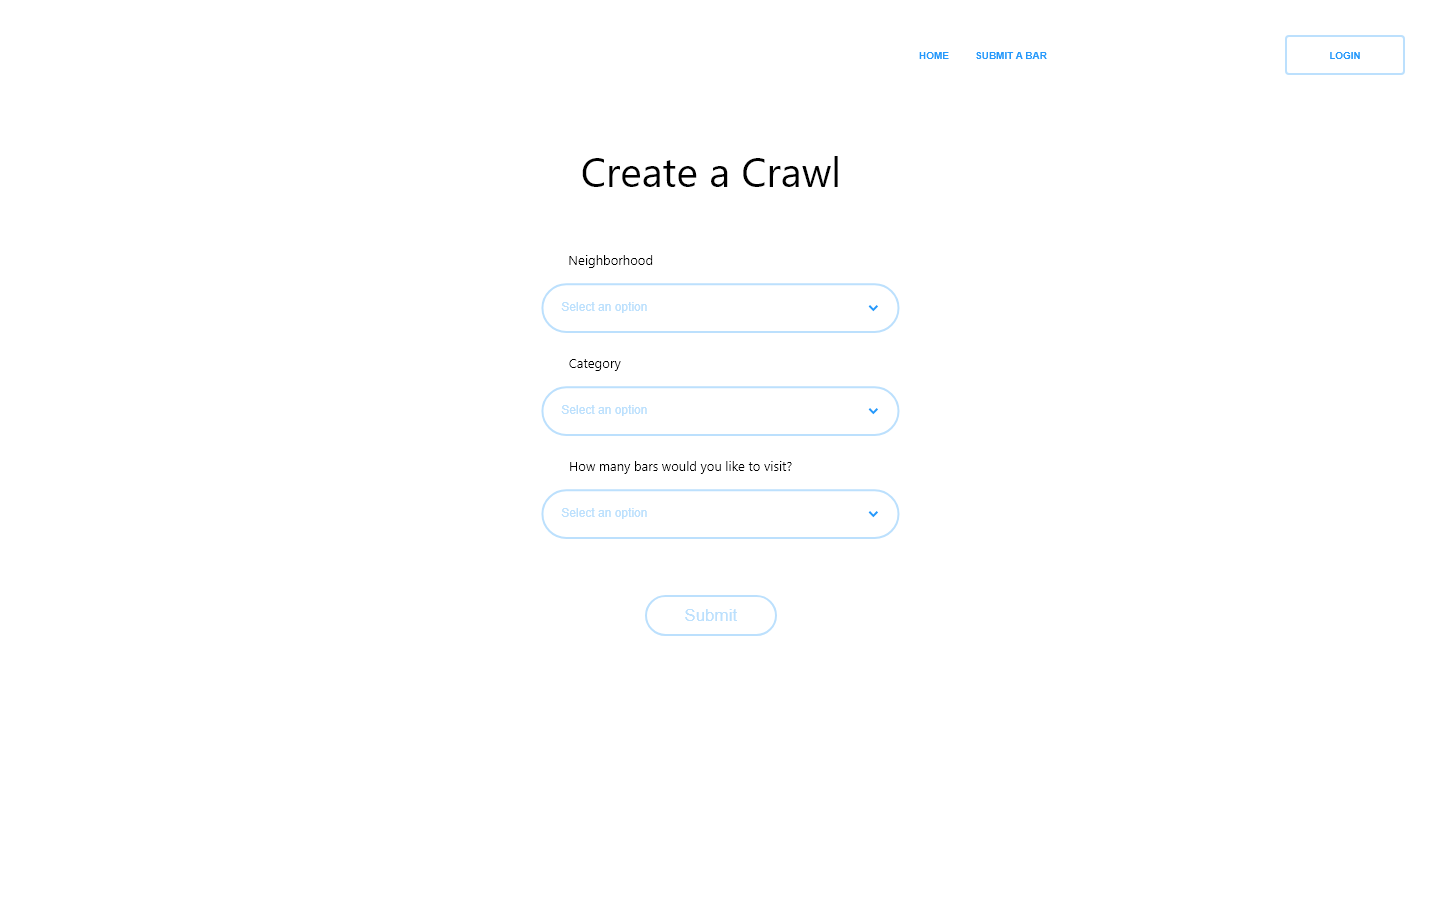 HOME SUBMIT A BAR LOGIN
Create a Crawl
Neighborhood
Select an option
Category
Select an option
How many bars would you like to visit?
Select an option
Submit